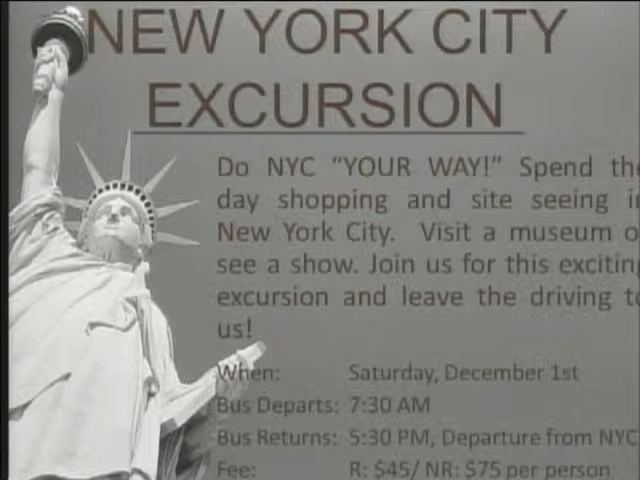 NEW YORK CITY
EXCURSION
Do NYC “YOUR WAY!” Spend the
day shopping and site seeing in
New York City. Visit a museum o
see a show. Join us for this exciting
excursion and leave the driving to
us!
When: Saturday, December 1st
Bus Departs: 7:30 AM
Bus Returns: 5:30 PM, Departure from NYC
Fee: R: $45/ NR: $75 per person